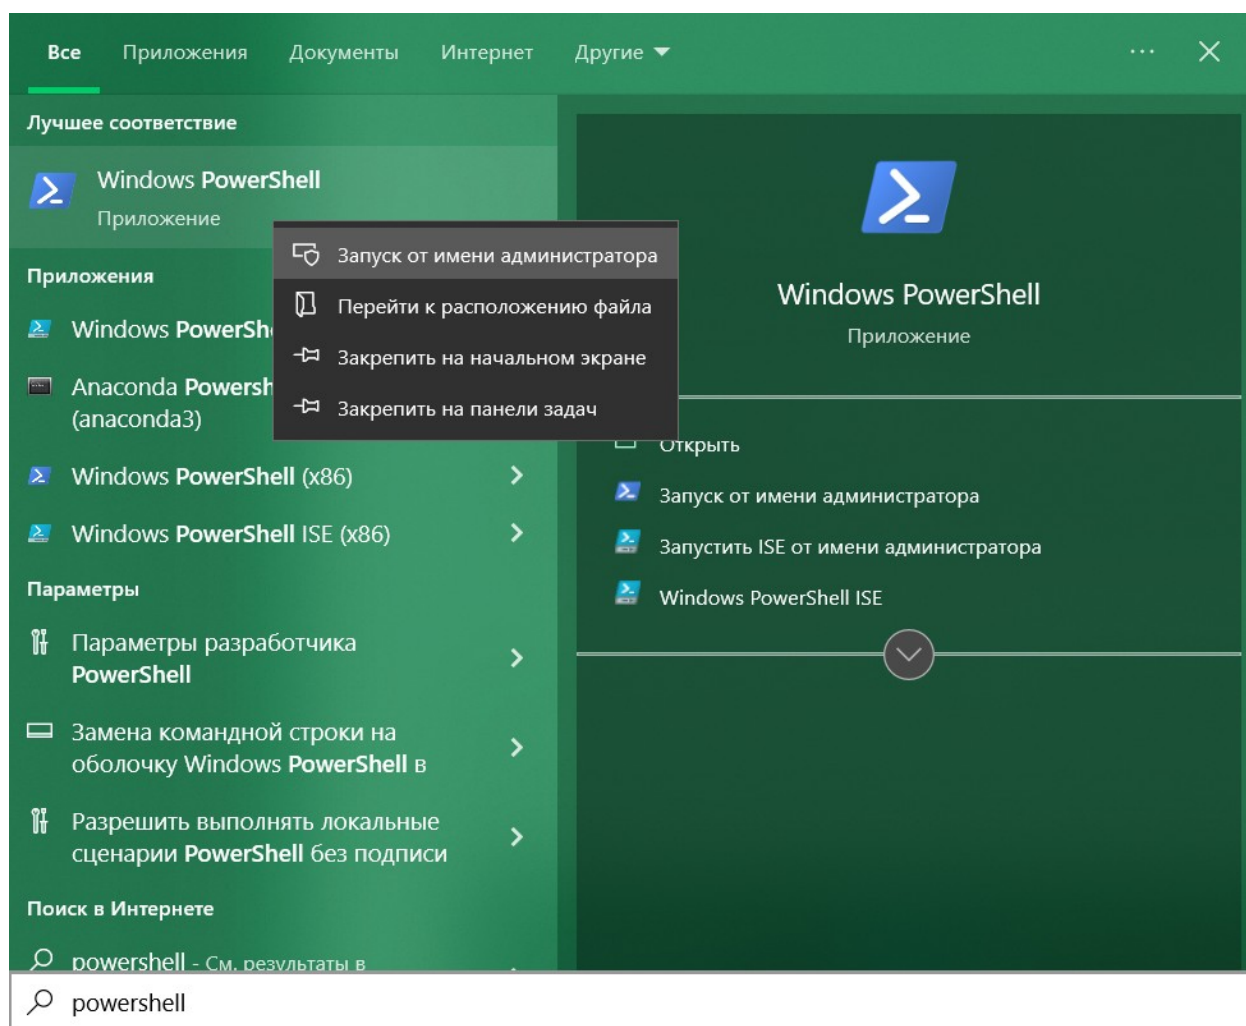 Все Приложения Документы Интернет Другие
Лучшее соответствие
Windows PowerShell
Приложение
Запуск от имени администратора
Перейти к расположению файла
Закрепить на начальном экране
Закрепить на панели задач
Приложения
Windows
Anaconda
(anaconda3)
Windows PowerShell (x86)
Windows PowerShell ISE (x86)
Параметры
Параметры разработчика
PowerShell
Замена командной строки на
оболочку Windows PowerShell в
Разрешить выполнять локальные
сценарии PowerShell без подписи
Поиск в Интернете
powershell - См. результаты в
powershell
Windows PowerShell
Приложение
Открыть
Запуск от имени администратора
Запустить ISE от имени администратора
Windows PowerShell ISE